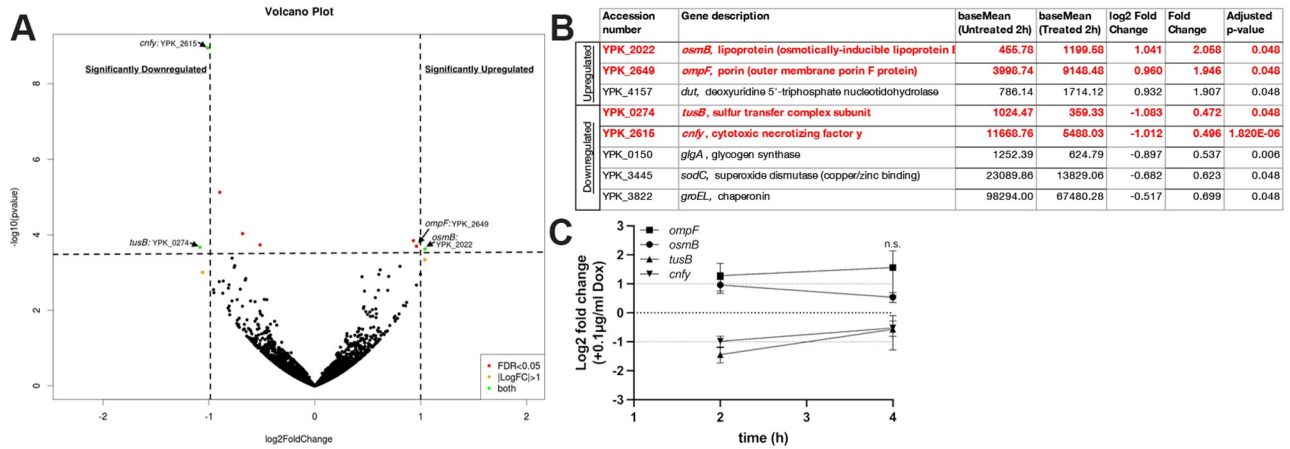 A
Volcano Plot
cnfy: YPK_2615
Significantly Downregulated
Significantly Upregulated
ompF: YPK_2649
osmB:
YPK_2022
tusB: YPK_0274
-log10(pvalue)
8
6
4
2
0
FDR<0.05
|LogFC|>1
both
-2 -1 0 1 2
log2FoldChange
B
Accession number Gene description baseMean (Untreated 2h) baseMean (Treated 2h) log2 Fold Change Fold Change Adjusted p-value
Upregulated
YPK_2022 osmB, lipoprotein (osmotically-inducible lipoprotein 455.78 1199.58 1.041 2.058 0.048
YPK_2649 ompF, porin (outer membrane porin F protein) 3998.74 9148.48 0.960 1.946 0.048
YPK_4157 dut, deoxyuridine 5'-triphosphate nucleotidohydrolase 786.14 1714.12 0.932 1.907 0.048
Downregulated
YPK_0274 tusB, sulfur transfer complex subunit 1024.47 359.33 -1.083 0.472 0.048
YPK_2615 cnfy, cytotoxic necrotizing factor y 11668.76 5488.03 -1.012 0.496 1.820E-06
YPK_0150 glgA, glycogen synthase 1252.39 624.79 -0.897 0.537 0.006
YPK_3445 sodC, superoxide dismutase (copper/zinc binding) 23089.86 13829.06 -0.682 0.623 0.048
YPK_3822 groEL, chaperonin 98294.00 67480.28 -0.517 0.699 0.048
C
ompF
osmB
tusB
cnfy
n.s.
Log2 fold change
(+0.1µg/ml Dox)
3
2
1
0
-1
-2
-3
1 2 3 4
time (h)